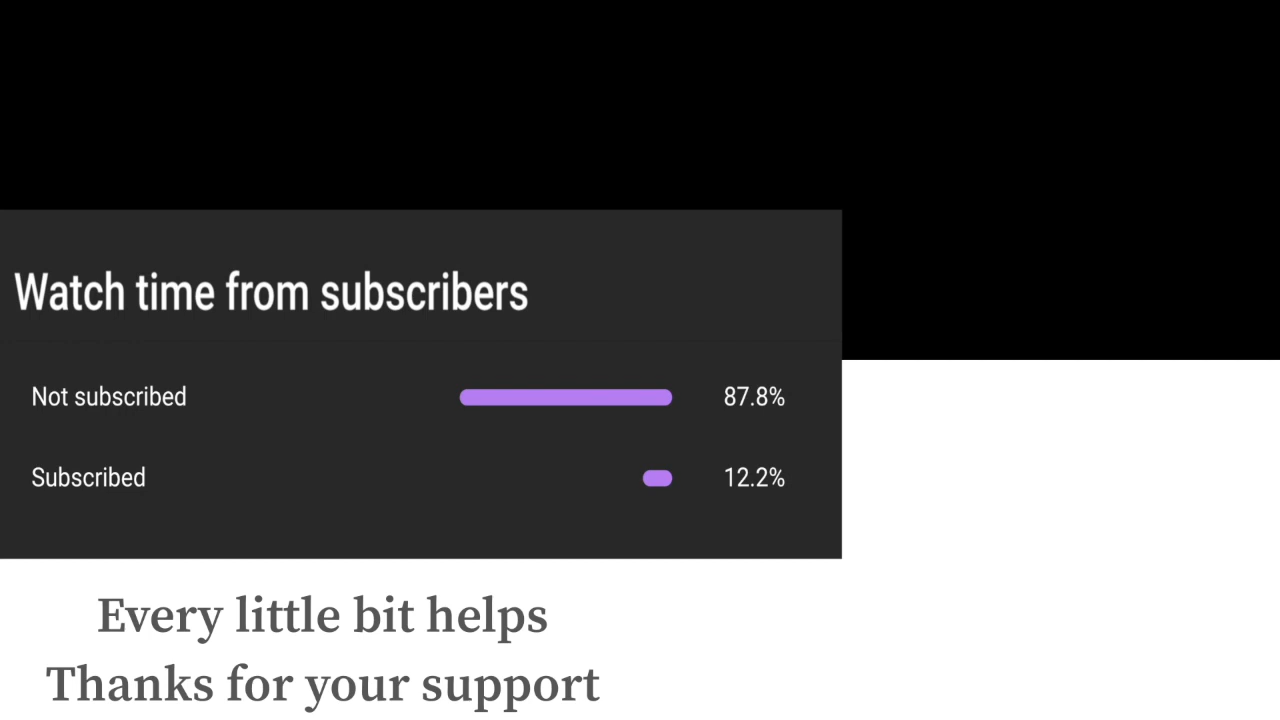 Watch time from subscribers
Not subscribed 87.8%
Subscribed 12.2%
Every little bit helps
Thanks for your support